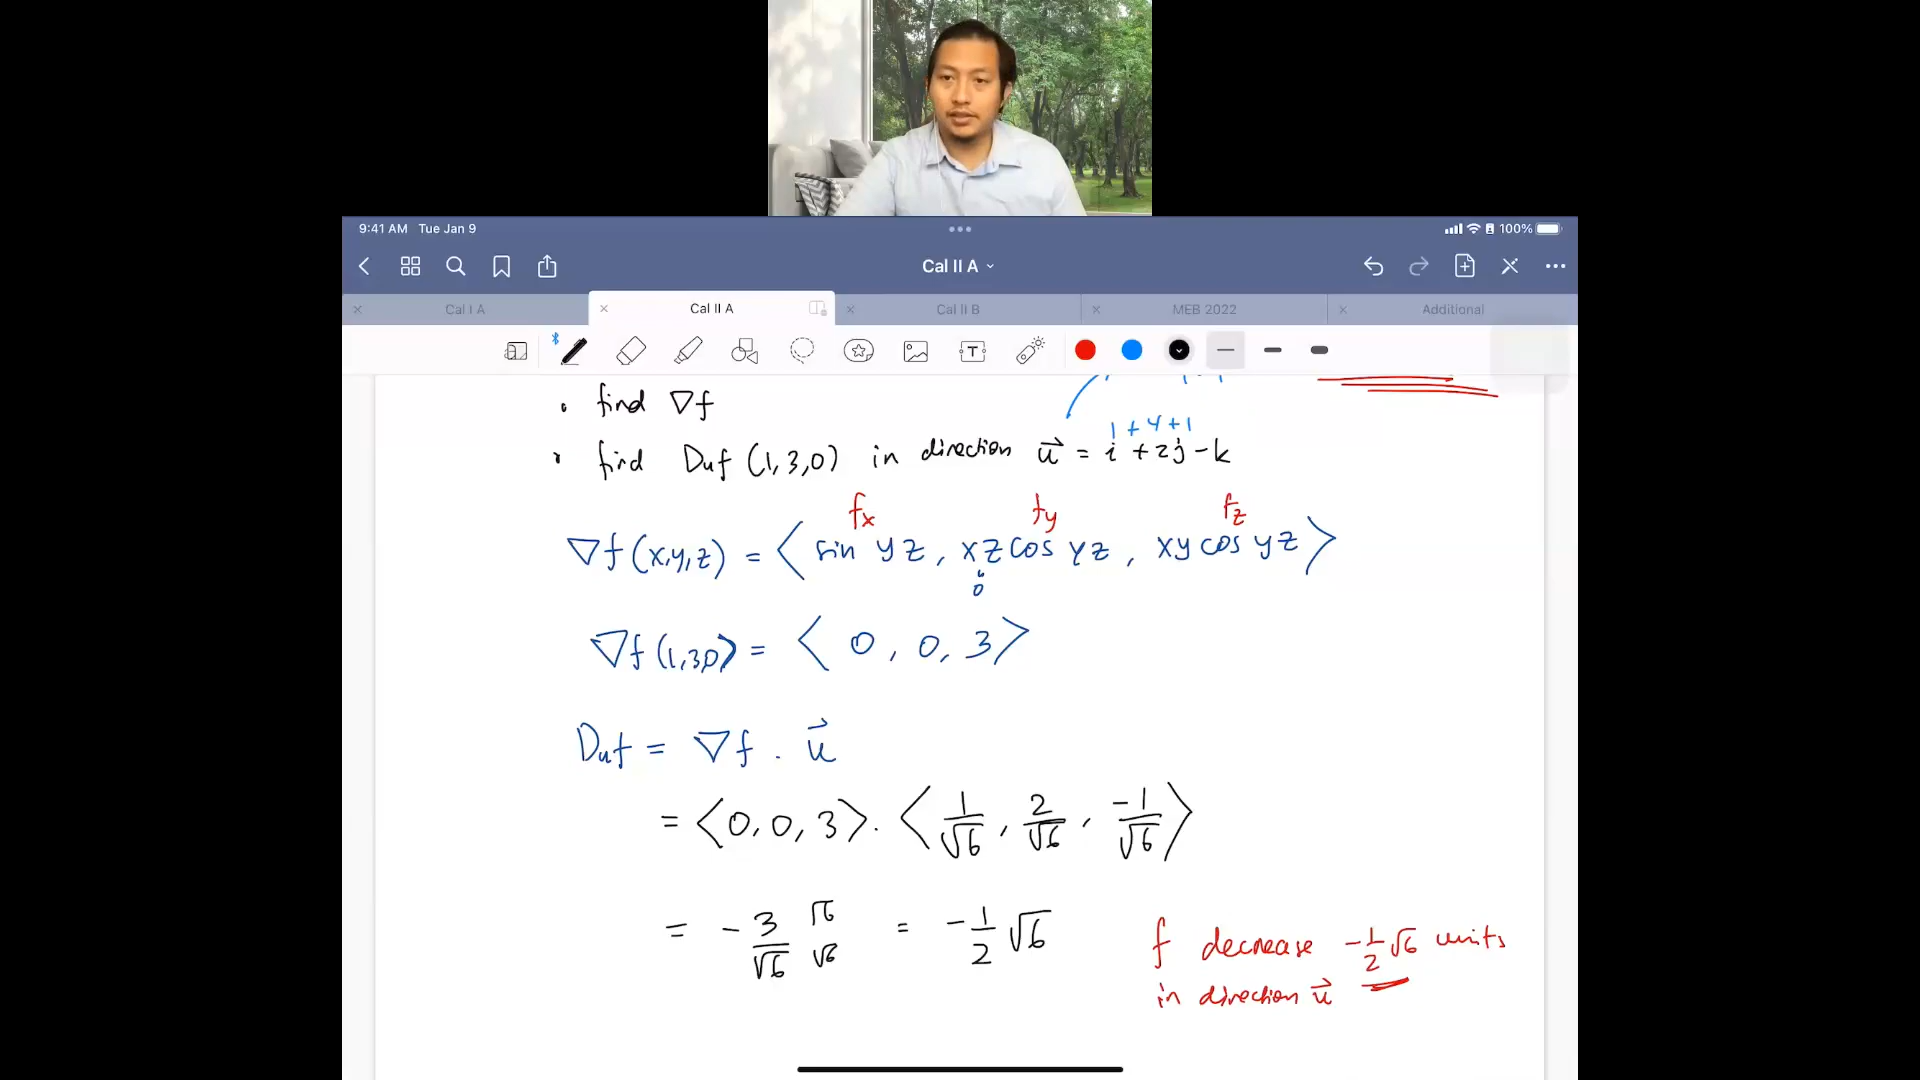 9:41 AM Tue Jan 9
100%
Cal II A
Cal I A
Cal II A
Cal II B
MEB 2022
Additional
• find ∇f
1 + 4 + 1
• find Duf (1,3,0) in direction u⃗ = i + 2j - k
fx fy fz
∇f(x,y,z) = ⟨ sin yz, xz cos yz, xy cos yz ⟩
0
∇f(1,3,0) = ⟨ 0, 0, 3 ⟩
Duf = ∇f · u⃗
= ⟨0,0,3⟩ · ⟨ 1/√6, 2/√6, -1/√6 ⟩
= - 3/√6 √6/√6 = -1/2 √6
f decrease -1/2 √6 units
in direction u⃗